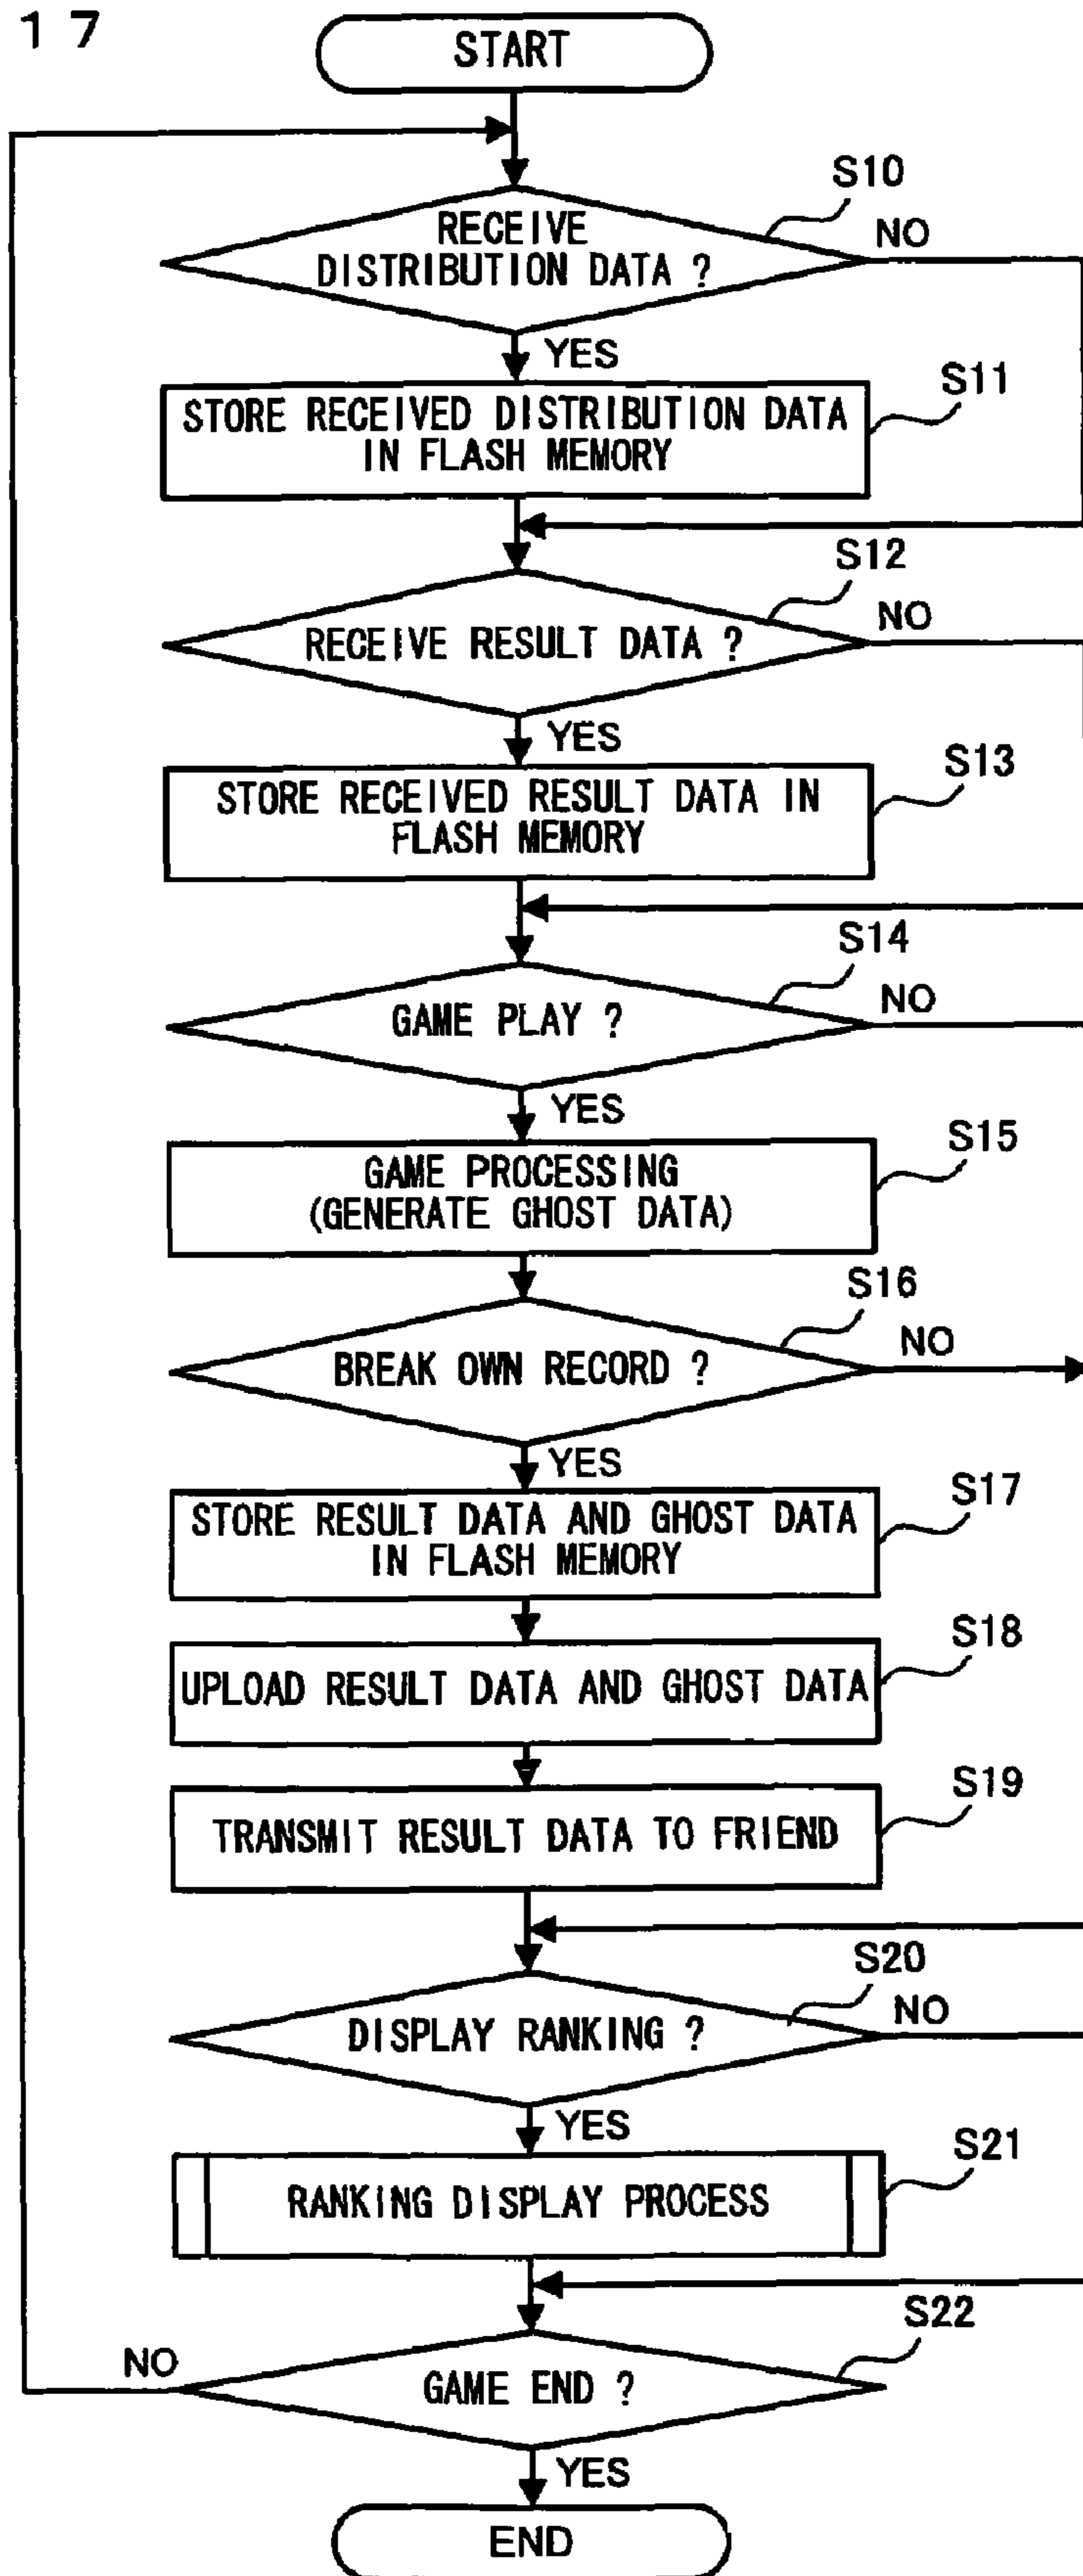 17
START
S10
RECEIVE
DISTRIBUTION DATA ?
NO
YES
S11
STORE RECEIVED DISTRIBUTION DATA
IN FLASH MEMORY
S12
RECEIVE RESULT DATA ?
NO
YES
S13
STORE RECEIVED RESULT DATA IN
FLASH MEMORY
S14
GAME PLAY ?
NO
YES
S15
GAME PROCESSING
(GENERATE GHOST DATA)
S16
BREAK OWN RECORD ?
NO
YES
S17
STORE RESULT DATA AND GHOST DATA
IN FLASH MEMORY
S18
UPLOAD RESULT DATA AND GHOST DATA
S19
TRANSMIT RESULT DATA TO FRIEND
S20
DISPLAY RANKING ?
NO
YES
S21
RANKING DISPLAY PROCESS
S22
NO
GAME END ?
YES
END